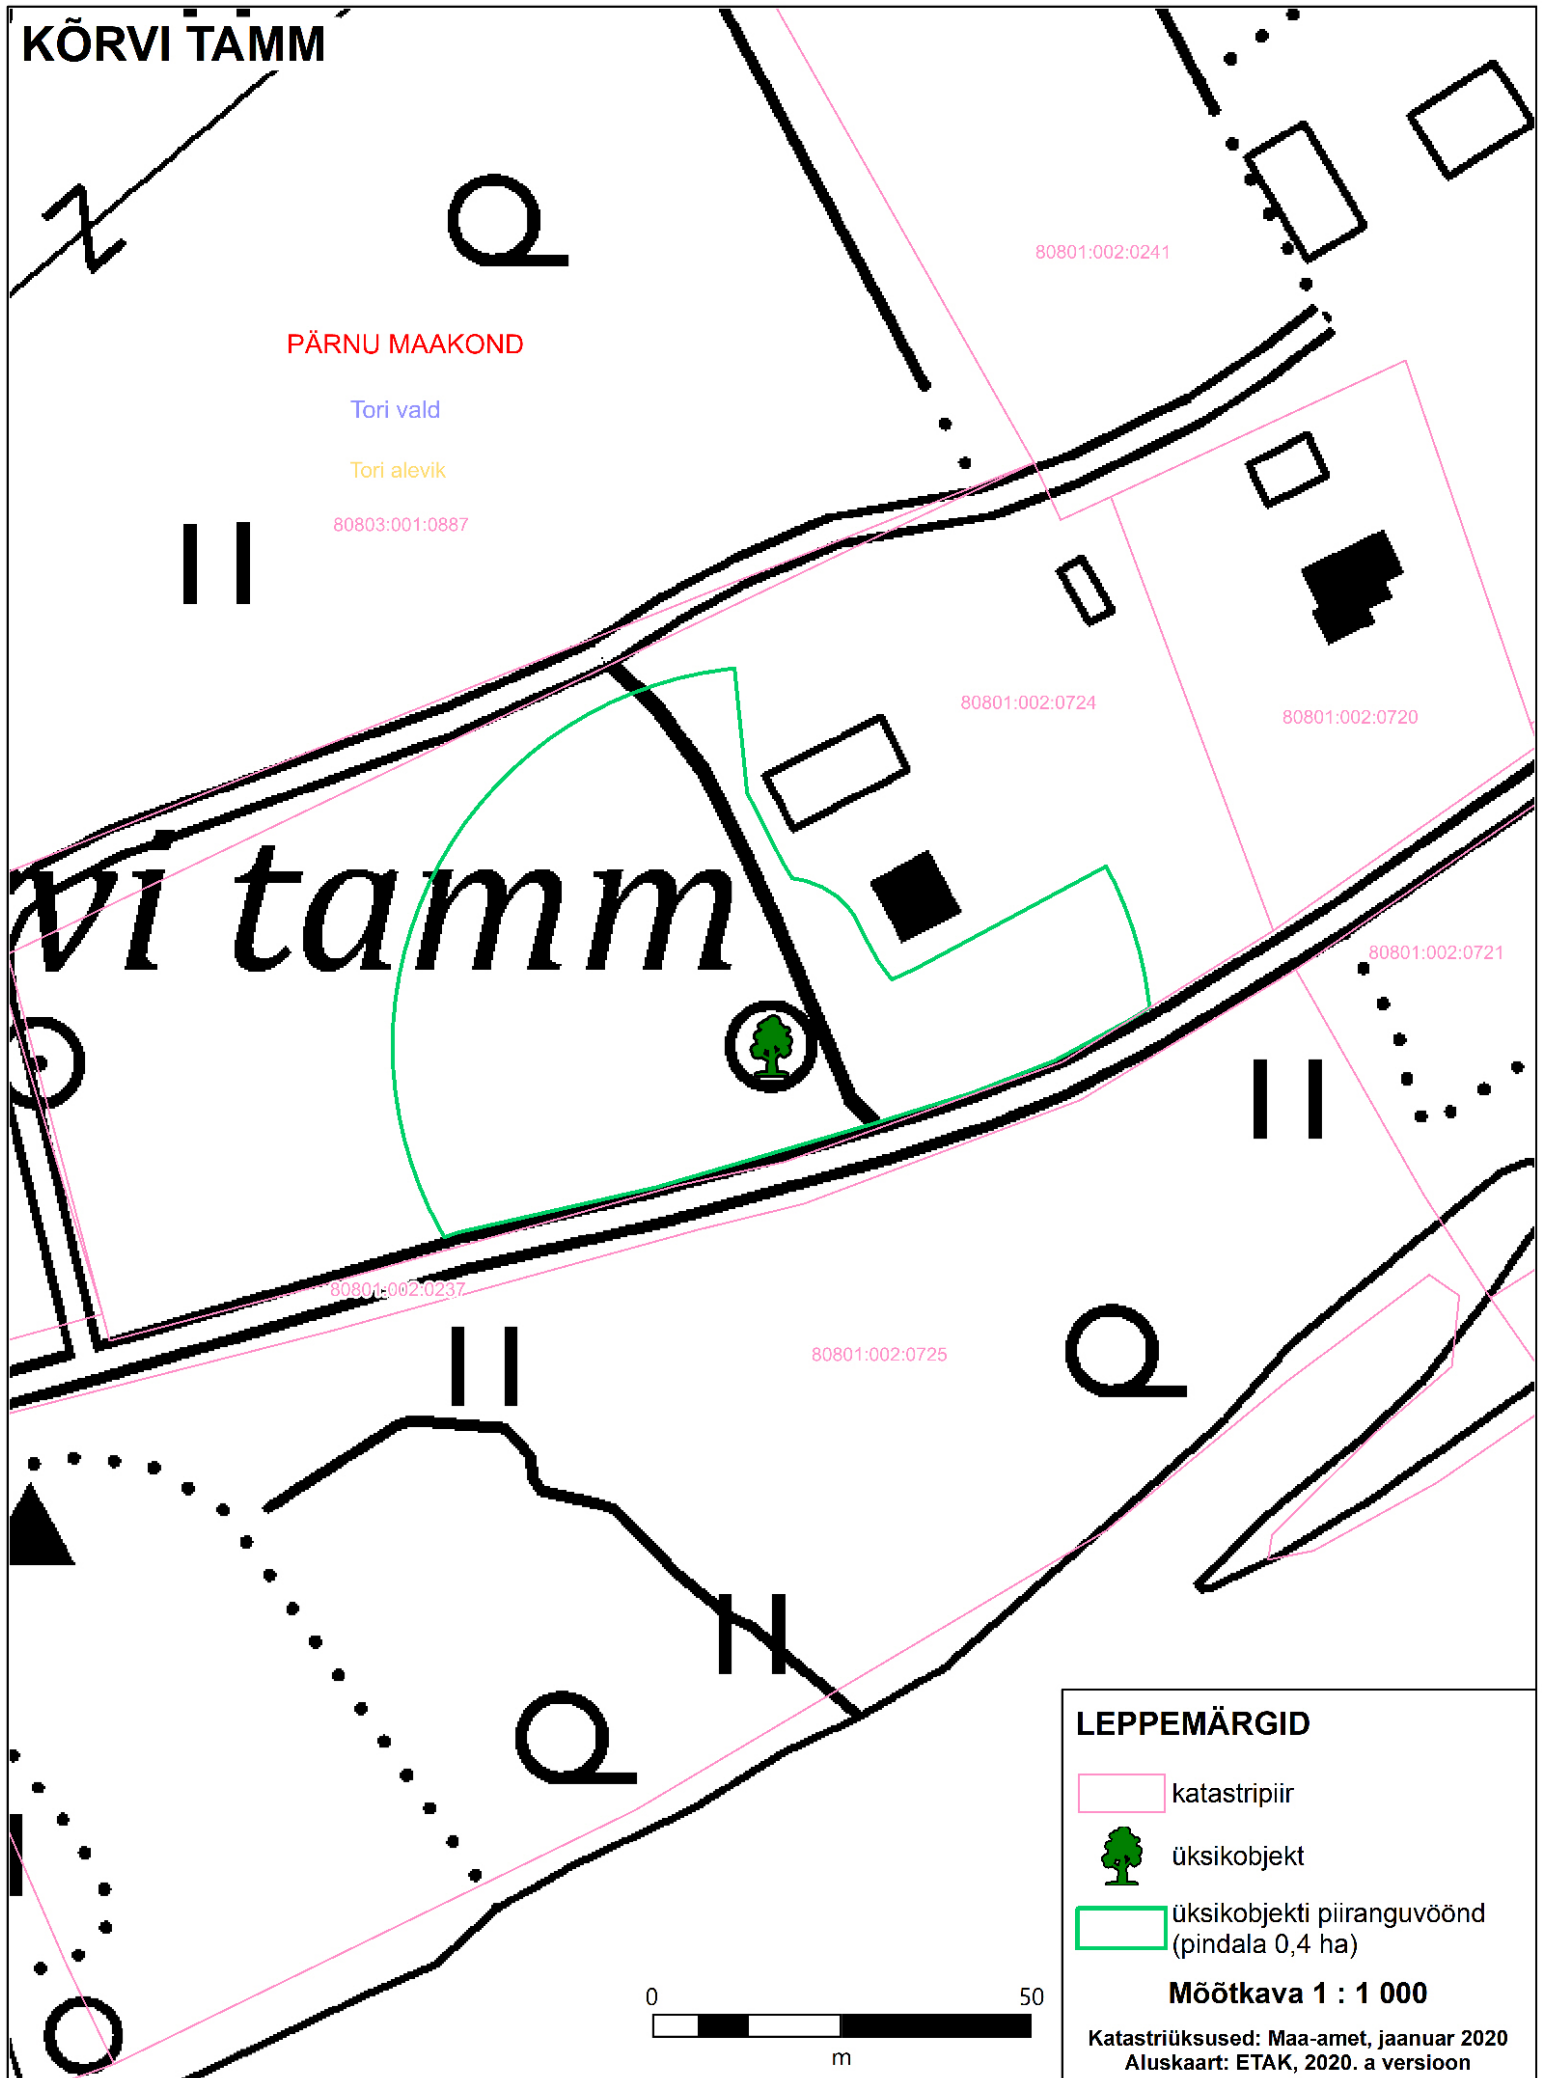 KÕRVI TAMM
80801:002:0241
PÄRNU MAAKOND
Tori vald
Tori alevik
80803:001:0887
80801:002:0724
80801:002:0720
vi tamm
80801:002:0721
80801:002:0237
80801:002:0725
LEPPEMÄRGID
katastripiir
üksikobjekt
üksikobjekti piiranguvöönd
(pindala 0,4 ha)
Mõõtkava 1 : 1 000
Katastriüksused: Maa-amet, jaanuar 2020
Aluskaart: ETAK, 2020. a versioon
0 50
m